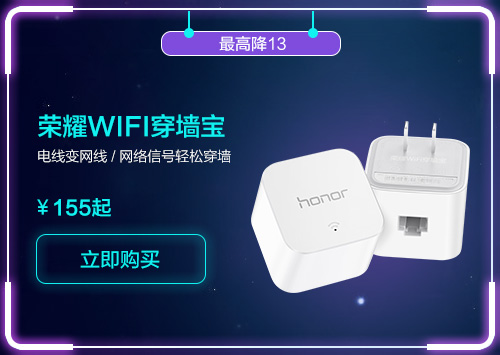 最高降13
荣耀WIFI穿墙宝
电线变网线 / 网络信号轻松穿墙
¥ 155起
立即购买
honor